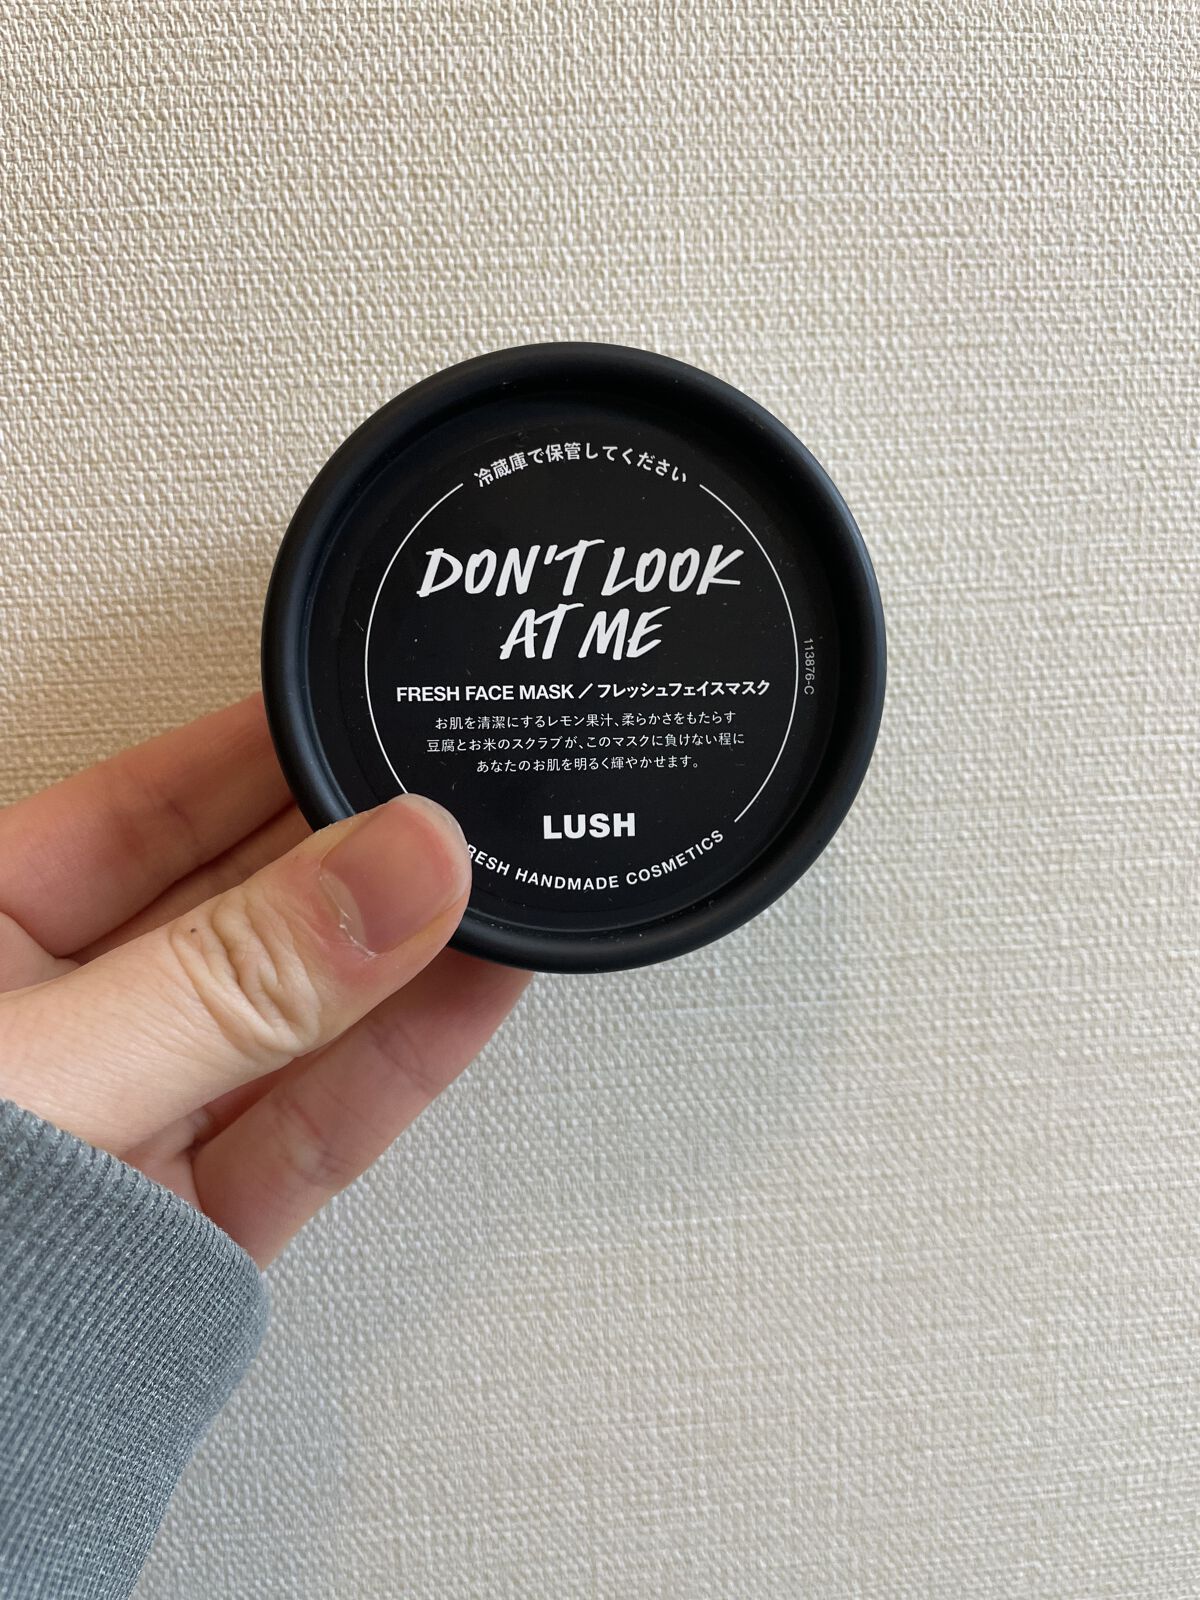 冷蔵庫で保管してください
DON'T LOOK
AT ME
FRESH FACE MASK／フレッシュフェイスマスク
お肌を清潔にするレモン果汁、柔らかさをもたらす
豆腐とお米のスクラブが、このマスクに負けない程に
あなたのお肌を明るく輝やかせます。
LUSH
RESH HANDMADE COSMETICS
113876-C